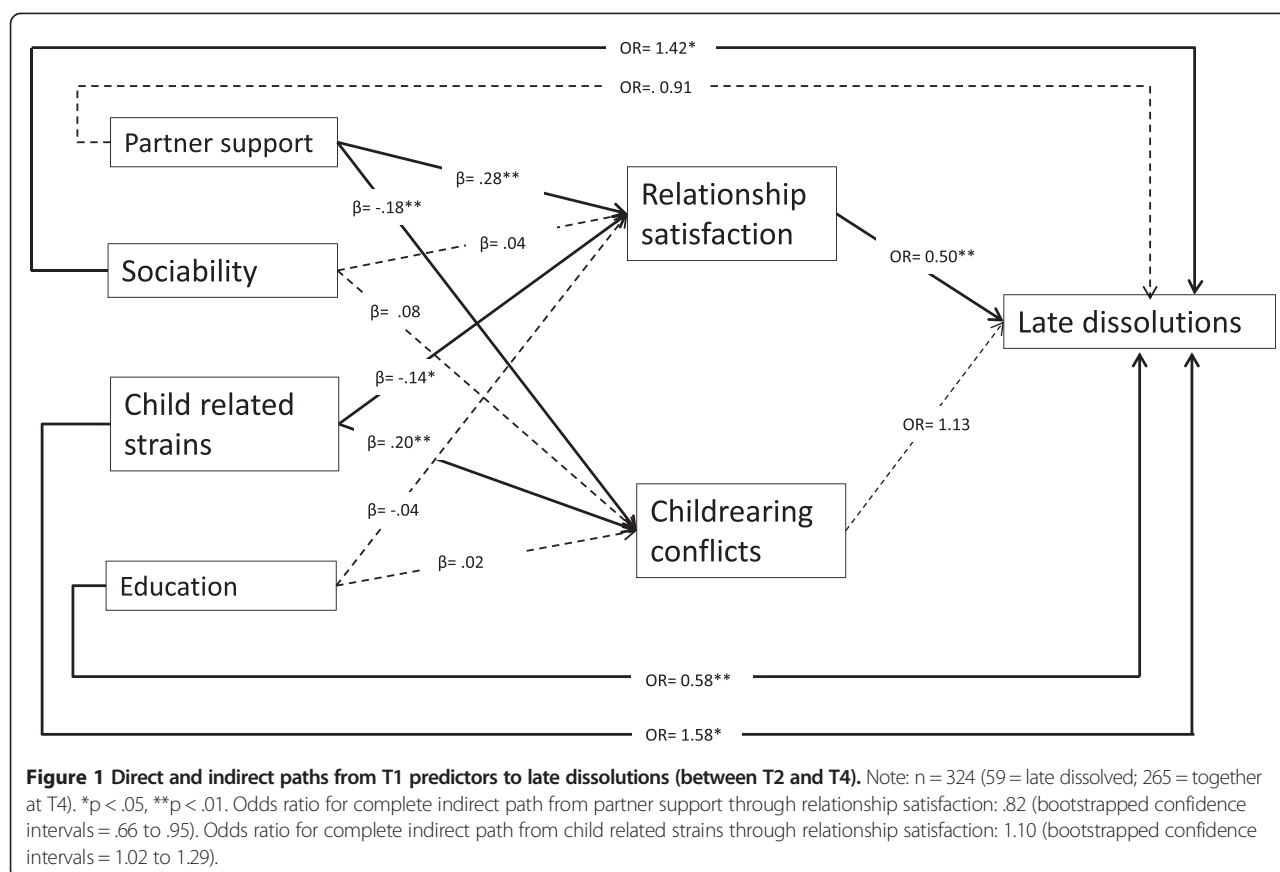 OR= 1.42*
OR=. 0.91
Partner support
β= .28**
β= -.18**
Relationship
satisfaction
Sociability
β= .04
OR= 0.50**
β= .08
Late dissolutions
Child related
strains
β= -.14*
β= .20**
OR= 1.13
β= -.04
Childrearing
conflicts
Education
β= .02
OR= 0.58**
OR= 1.58*
Figure 1 Direct and indirect paths from T1 predictors to late dissolutions (between T2 and T4). Note: n = 324 (59 = late dissolved; 265 = together
at T4). *p < .05, **p < .01. Odds ratio for complete indirect path from partner support through relationship satisfaction: .82 (bootstrapped confidence
intervals = .66 to .95). Odds ratio for complete indirect path from child related strains through relationship satisfaction: 1.10 (bootstrapped confidence
intervals = 1.02 to 1.29).